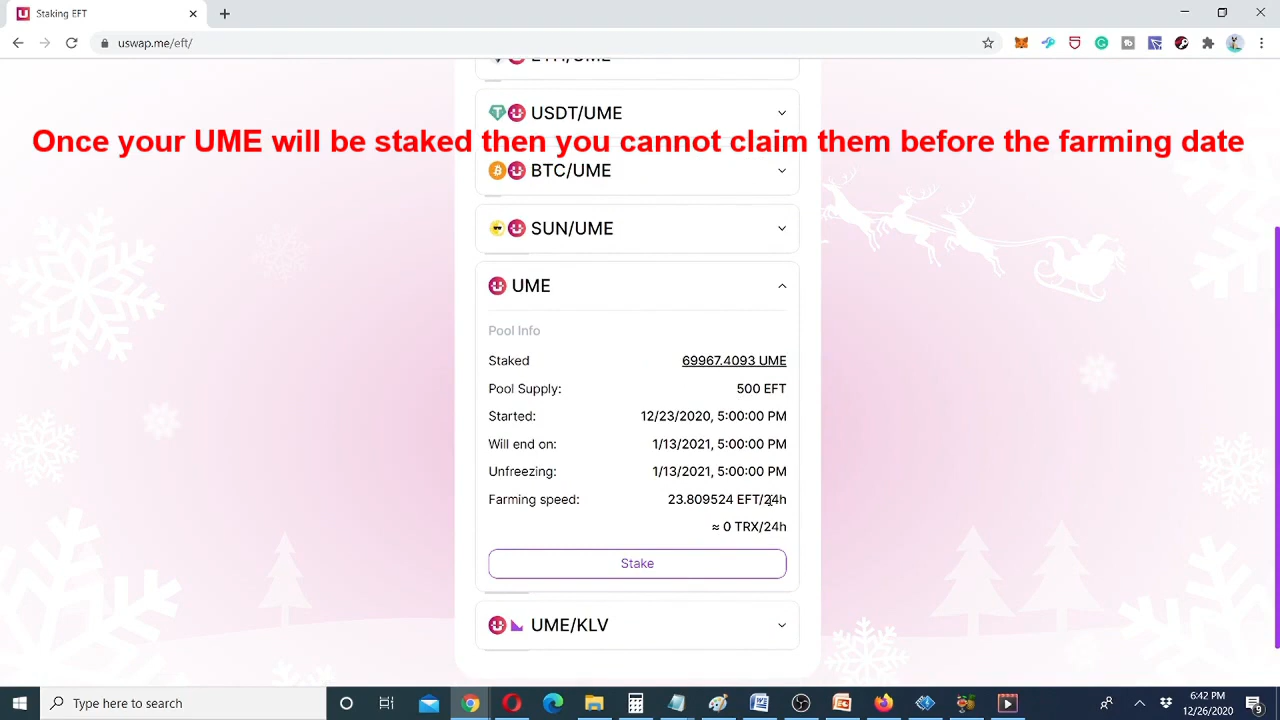 Staking EFT
uswap.me/eft/
ETH/UME
USDT/UME
Once your UME will be staked then you cannot claim them before the farming date
BTC/UME
SUN/UME
UME
Pool Info
Staked 69967.4093 UME
Pool Supply: 500 EFT
Started: 12/23/2020, 5:00:00 PM
Will end on: 1/13/2021, 5:00:00 PM
Unfreezing: 1/13/2021, 5:00:00 PM
Farming speed: 23.809524 EFT/24h
≈ 0 TRX/24h
Stake
UME/KLV
Type here to search
6:42 PM
12/26/2020